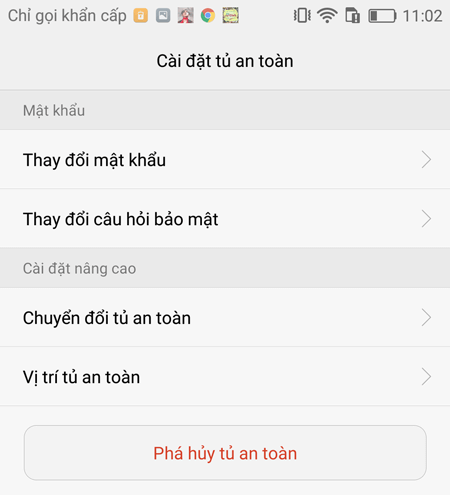 Chỉ gọi khẩn cấp 11:02
Cài đặt tủ an toàn
Mật khẩu
Thay đổi mật khẩu
Thay đổi câu hỏi bảo mật
Cài đặt nâng cao
Chuyển đổi tủ an toàn
Vị trí tủ an toàn
Phá hủy tủ an toàn